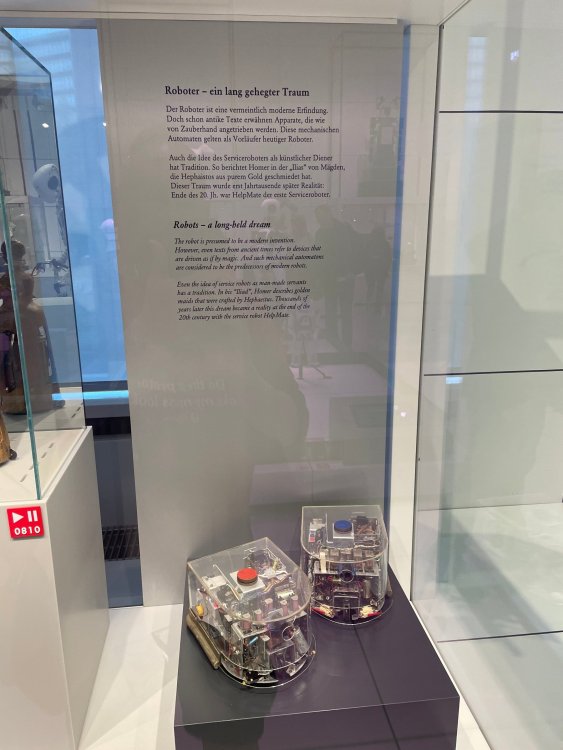 Roboter – ein lang gehegter Traum
Der Roboter ist eine vermeintlich moderne Erfindung.
Doch schon antike Texte erwähnen Apparate, die wie
von Zauberhand angetrieben werden. Diese mechanischen
Automaten gelten als Vorläufer heutiger Roboter.
Auch die Idee des Serviceroboters als künstlicher Diener
hat Tradition. So berichtet Homer in der „Ilias“ von Mägden,
die Hephaistos aus purem Gold geschmiedet hat.
Dieser Traum wurde erst Jahrtausende später Realität:
Ende des 20. Jh. war HelpMate der erste Serviceroboter.
Robots – a long-held dream
The robot is presumed to be a modern invention.
However, even texts from ancient times refer to devices that
are driven as if by magic. And such mechanical automatons
are considered to be the predecessors of modern robots.
Even the idea of service robots as man-made servants
has a tradition. In his "Iliad", Homer describes golden
maids that were crafted by Hephaestus. Thousands of
years later this dream became a reality at the end of the
20th century with the service robot HelpMate.
0810